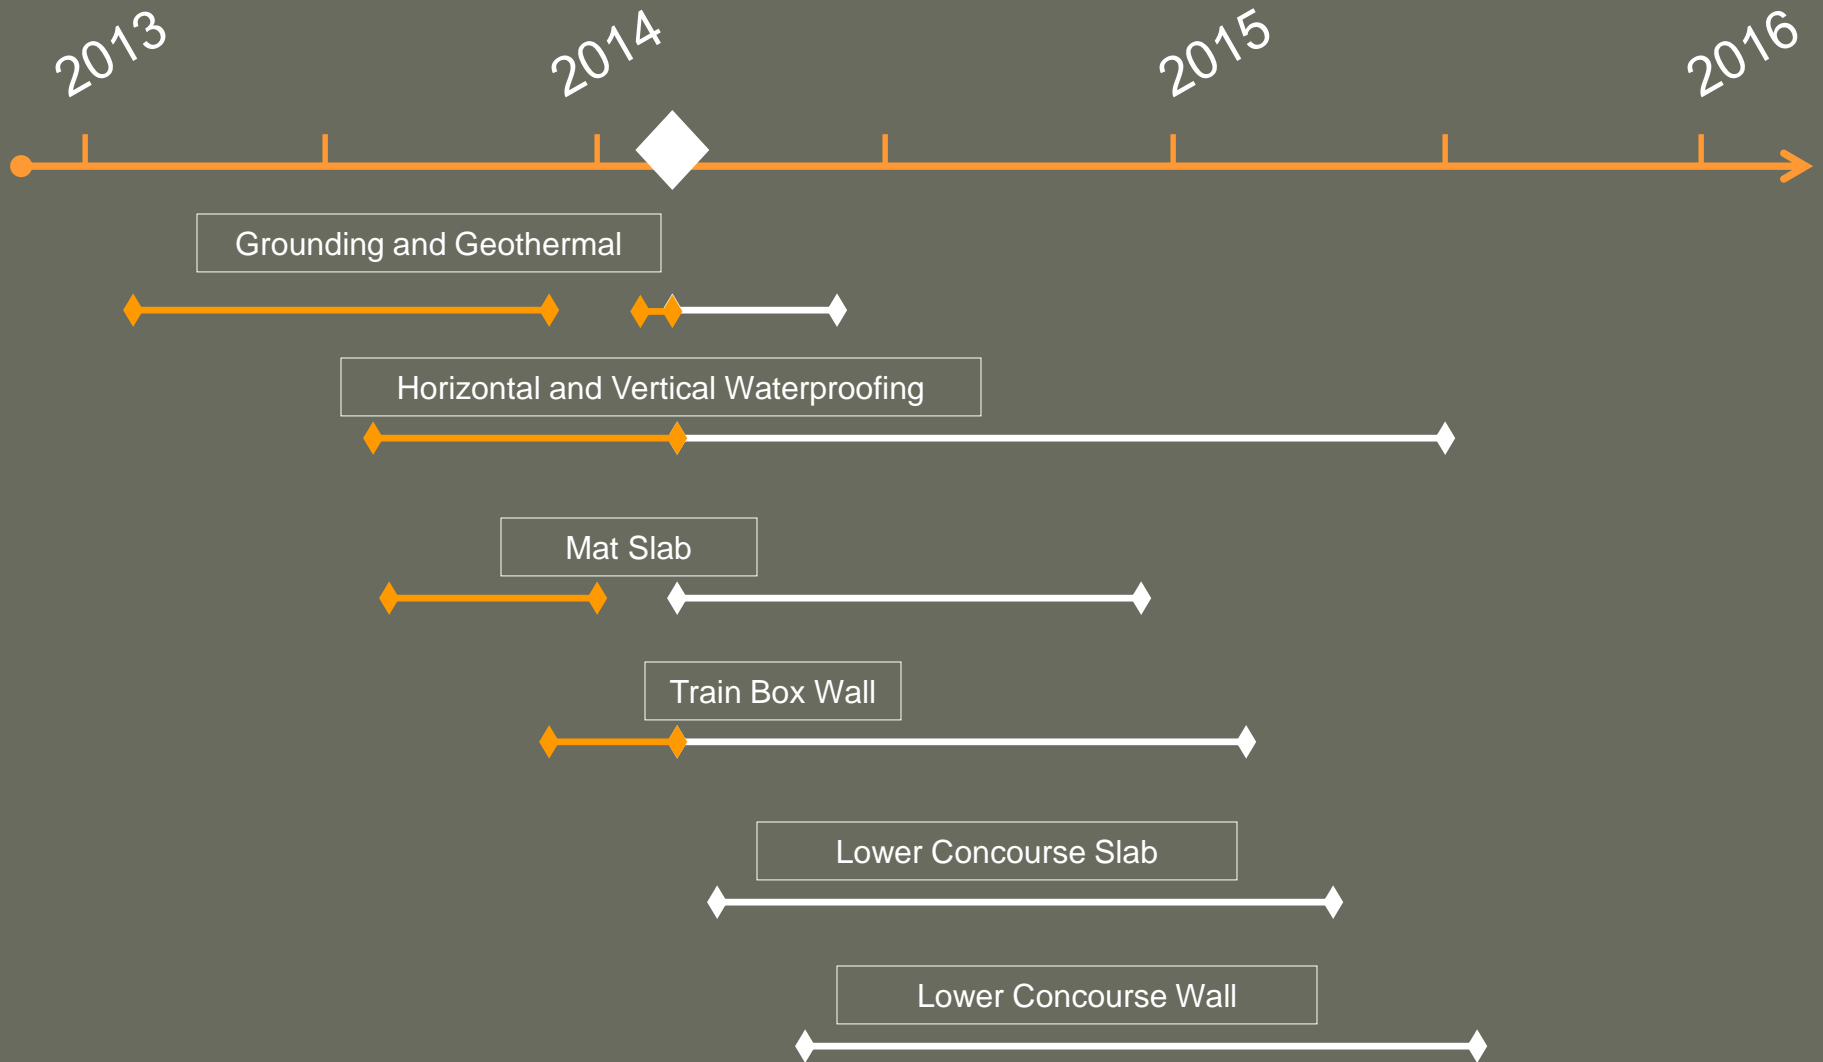 2013
2014
2015
2016
Grounding and Geothermal
Horizontal and Vertical Waterproofing
Mat Slab
Train Box Wall
Lower Concourse Slab
Lower Concourse Wall